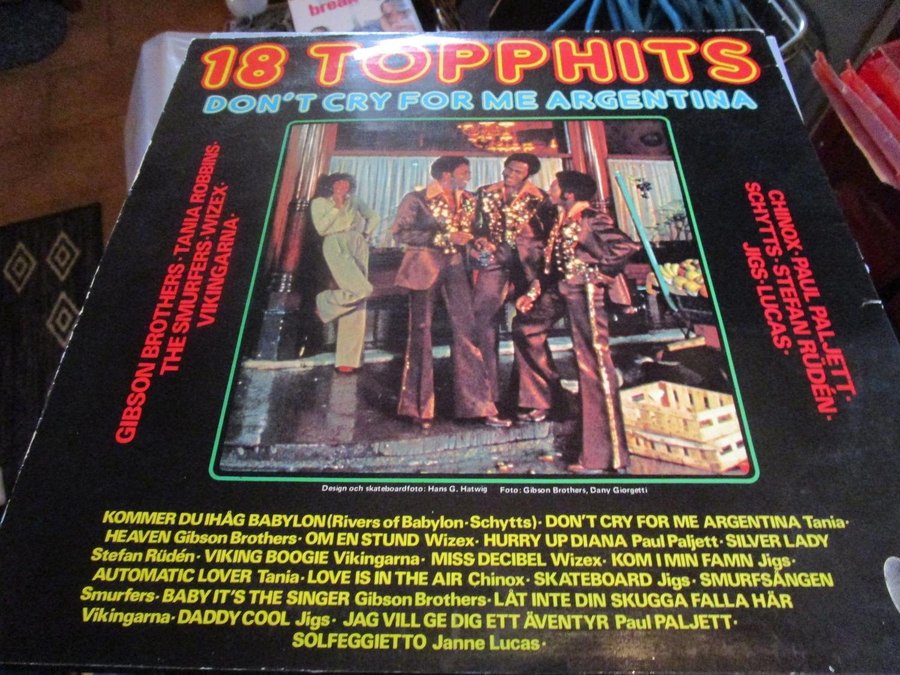 break
18 TOPPHITS
DON'T CRY FOR ME ARGENTINA
GIBSON BROTHERS · TANIA ROBBINS·
THE SMURFERS · WIZEX·
VIKINGARNA·
CHINOX · PAUL PALJETT·
SCHYTTS · STEFAN RÜDÉN·
JIGS · LUCAS·
Design och skateboardfoto: Hans G. Hatwig Foto: Gibson Brothers, Dany Giorgetti
KOMMER DU IHÅG BABYLON (Rivers of Babylon - Schytts)· DON'T CRY FOR ME ARGENTINA Tania·
HEAVEN Gibson Brothers· OM EN STUND Wizex· HURRY UP DIANA Paul Paljett· SILVER LADY
Stefan Rüdén· VIKING BOOGIE Vikingarna· MISS DECIBEL Wizex· KOM I MIN FAMN Jigs·
AUTOMATIC LOVER Tania· LOVE IS IN THE AIR Chinox· SKATEBOARD Jigs· SMURFSÅNGEN
Smurfers· BABY IT'S THE SINGER Gibson Brothers· LÅT INTE DIN SKUGGA FALLA HÄR
Vikingarna· DADDY COOL Jigs· JAG VILL GE DIG ETT ÄVENTYR Paul PALJETT·
SOLFEGGIETTO Janne Lucas·